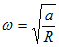 ω = √(a/R)